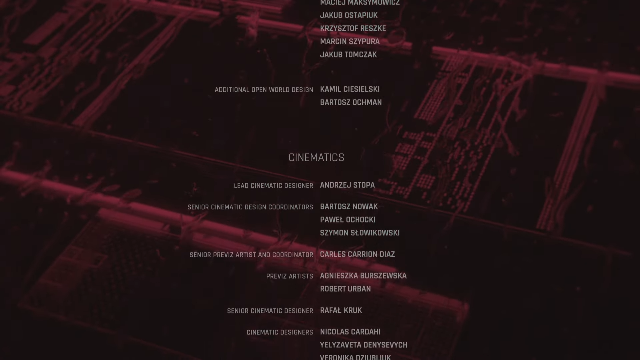 MACIEJ MAKSYMOWICZ
JAKUB OSTAPIUK
KRZYSZTOF RESZKE
MARCIN SZYPURA
JAKUB TOMCZAK
ADDITIONAL OPEN WORLD DESIGN KAMIL CIESIELSKI
BARTOSZ OCHMAN
CINEMATICS
LEAD CINEMATIC DESIGNER ANDRZEJ STOPA
SENIOR CINEMATIC DESIGN COORDINATORS BARTOSZ NOWAK
PAWEŁ OCHOCKI
SZYMON SŁOWIKOWSKI
SENIOR PREVIZ ARTIST AND COORDINATOR CARLES CARRION DIAZ
PREVIZ ARTISTS AGNIESZKA BURSZEWSKA
ROBERT URBAN
SENIOR CINEMATIC DESIGNER RAFAŁ KRUK
CINEMATIC DESIGNERS NICOLAS CARDAHI
YELYZAVETA DENYSEVYCH
VERONIKA DZIUBLIUK